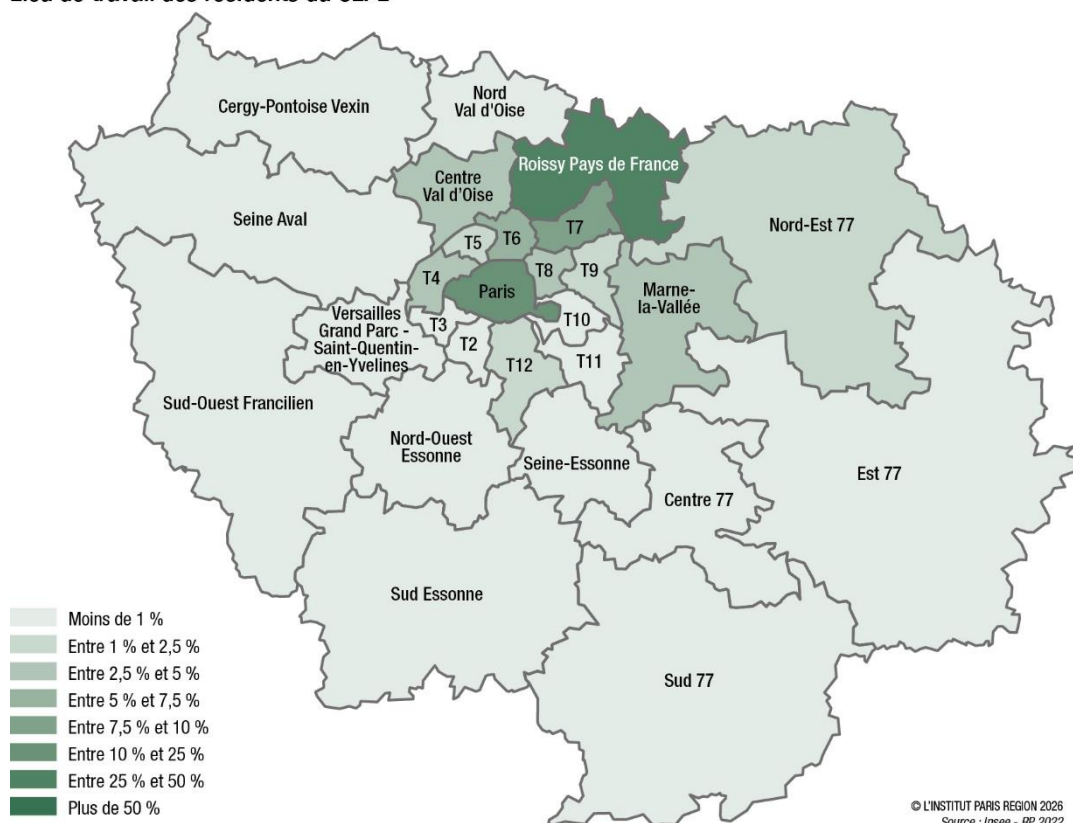 Cergy-Pontoise Vexin
Nord
Val d'Oise
Roissy Pays de France
Centre
Val d'Oise
Seine Aval
Nord-Est 77
T5
T6
T7
T4
T8
T9
Paris
Marne-
la-Vallée
T3
T2
T10
T11
T12
Versailles
Grand Parc -
Saint-Quentin-
en-Yvelines
Sud-Ouest Francilien
Nord-Ouest
Essonne
Seine-Essonne
Centre 77
Est 77
Sud Essonne
Sud 77
Moins de 1 %
Entre 1 % et 2,5 %
Entre 2,5 % et 5 %
Entre 5 % et 7,5 %
Entre 7,5 % et 10 %
Entre 10 % et 25 %
Entre 25 % et 50 %
Plus de 50 %
© L'INSTITUT PARIS REGION 2026
Source : Insee - RP 2022